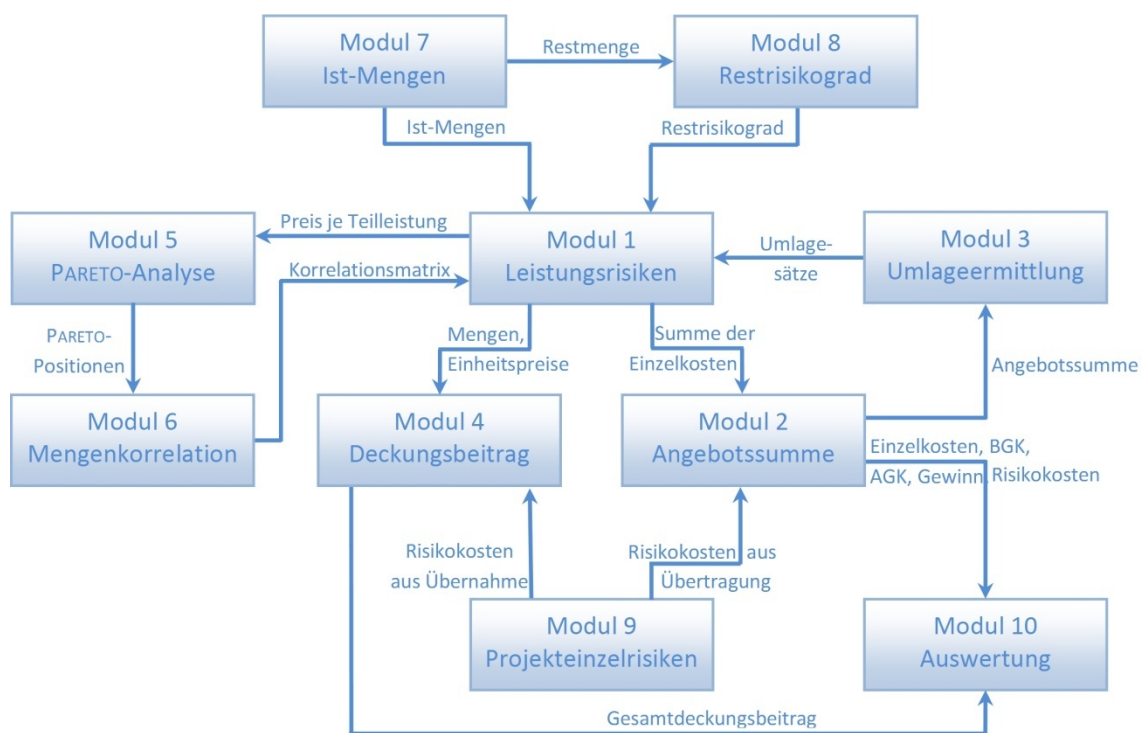 Modul 7
Ist-Mengen
Restmenge
Modul 8
Restrisikograd
Ist-Mengen
Restrisikograd
Modul 5
PARETO-Analyse
Preis je Teilleistung
Korrelationsmatrix
Modul 1
Leistungsrisiken
Umlage-
sätze
Modul 3
Umlageermittlung
PARETO-
Positionen
Mengen,
Einheitspreise
Summe der
Einzelkosten
Angebotssumme
Modul 6
Mengenkorrelation
Modul 4
Deckungsbeitrag
Modul 2
Angebotssumme
Einzelkosten, BGK,
AGK, Gewinn, Risikokosten
Risikokosten
aus Übernahme
Risikokosten aus
Übertragung
Modul 9
Projekteinzelrisiken
Modul 10
Auswertung
Gesamtdeckungsbeitrag